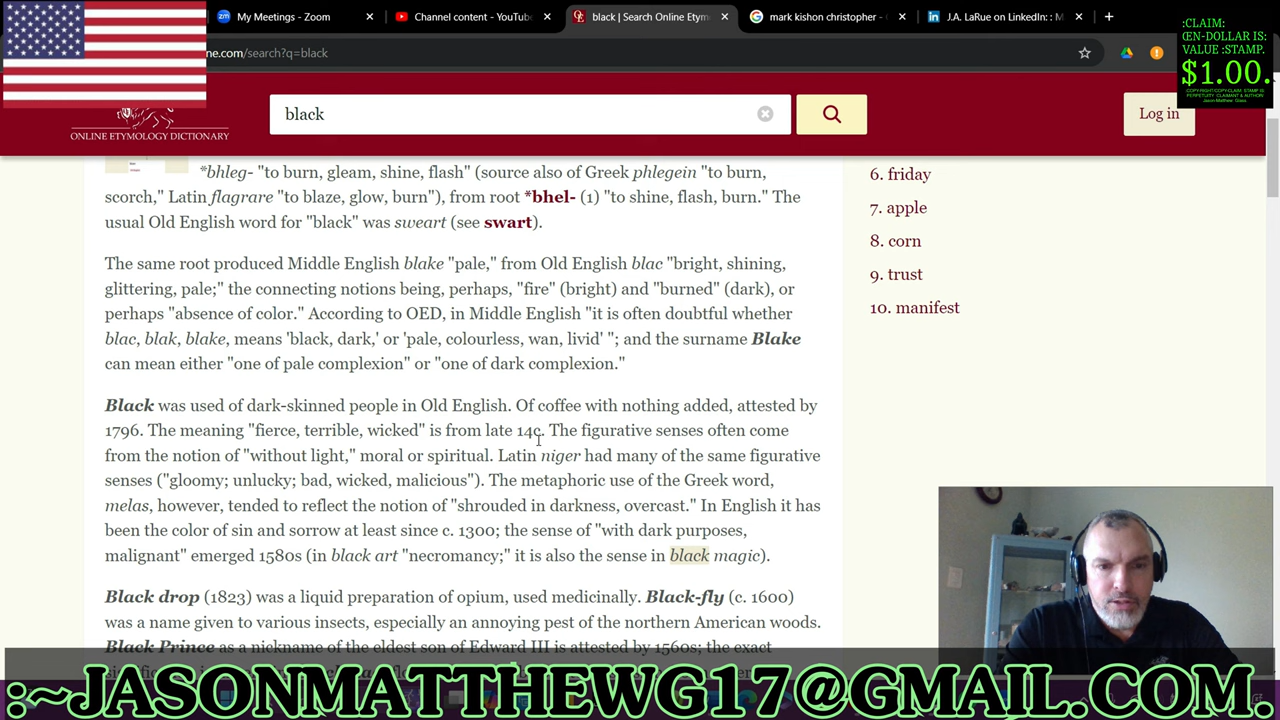 My Meetings - Zoom
Channel content - YouTube
black | Search Online Etym
mark kishon christopher -
J.A. LaRue on LinkedIn: : M
:CLAIM:
ŒN-DOLLAR IS:
VALUE :STAMP.
$1.00.
COPY-RIGHT/COPY-CLAIM: STAMP IS:
PERPETUITY CLAIMANT & AUTHOR/
:Jason-Matthew: Glass
ne.com/search?q=black
ONLINE ETYMOLOGY DICTIONARY
black
Log in
*bhleg- "to burn, gleam, shine, flash" (source also of Greek phlegein "to burn,
scorch," Latin flagrare "to blaze, glow, burn"), from root *bhel- (1) "to shine, flash, burn." The
usual Old English word for "black" was sweart (see swart).
The same root produced Middle English blake "pale," from Old English blac "bright, shining,
glittering, pale;" the connecting notions being, perhaps, "fire" (bright) and "burned" (dark), or
perhaps "absence of color." According to OED, in Middle English "it is often doubtful whether
blac, blak, blake, means 'black, dark,' or 'pale, colourless, wan, livid' "; and the surname Blake
can mean either "one of pale complexion" or "one of dark complexion."
Black was used of dark-skinned people in Old English. Of coffee with nothing added, attested by
1796. The meaning "fierce, terrible, wicked" is from late 14c. The figurative senses often come
from the notion of "without light," moral or spiritual. Latin niger had many of the same figurative
senses ("gloomy; unlucky; bad, wicked, malicious"). The metaphoric use of the Greek word,
melas, however, tended to reflect the notion of "shrouded in darkness, overcast." In English it has
been the color of sin and sorrow at least since c. 1300; the sense of "with dark purposes,
malignant" emerged 1580s (in black art "necromancy;" it is also the sense in black magic).
Black drop (1823) was a liquid preparation of opium, used medicinally. Black-fly (c. 1600)
was a name given to various insects, especially an annoying pest of the northern American woods.
Black Prince as a nickname of the eldest son of Edward III is attested by 1560s; the exact
6. friday
7. apple
8. corn
9. trust
10. manifest
:~JASONMATTHEWG17@GMAIL.COM.